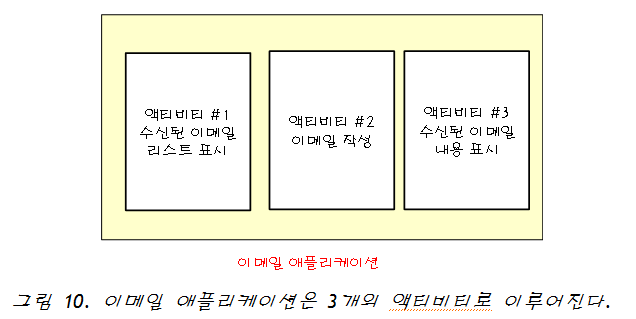 액티비티 #1
수신된 이메일
리스트 표시
액티비티 #2
이메일 작성
액티비티 #3
수신된 이메일
내용 표시
이메일 애플리케이션
그림 10. 이메일 애플리케이션은 3개의 액티비티로 이루어진다.